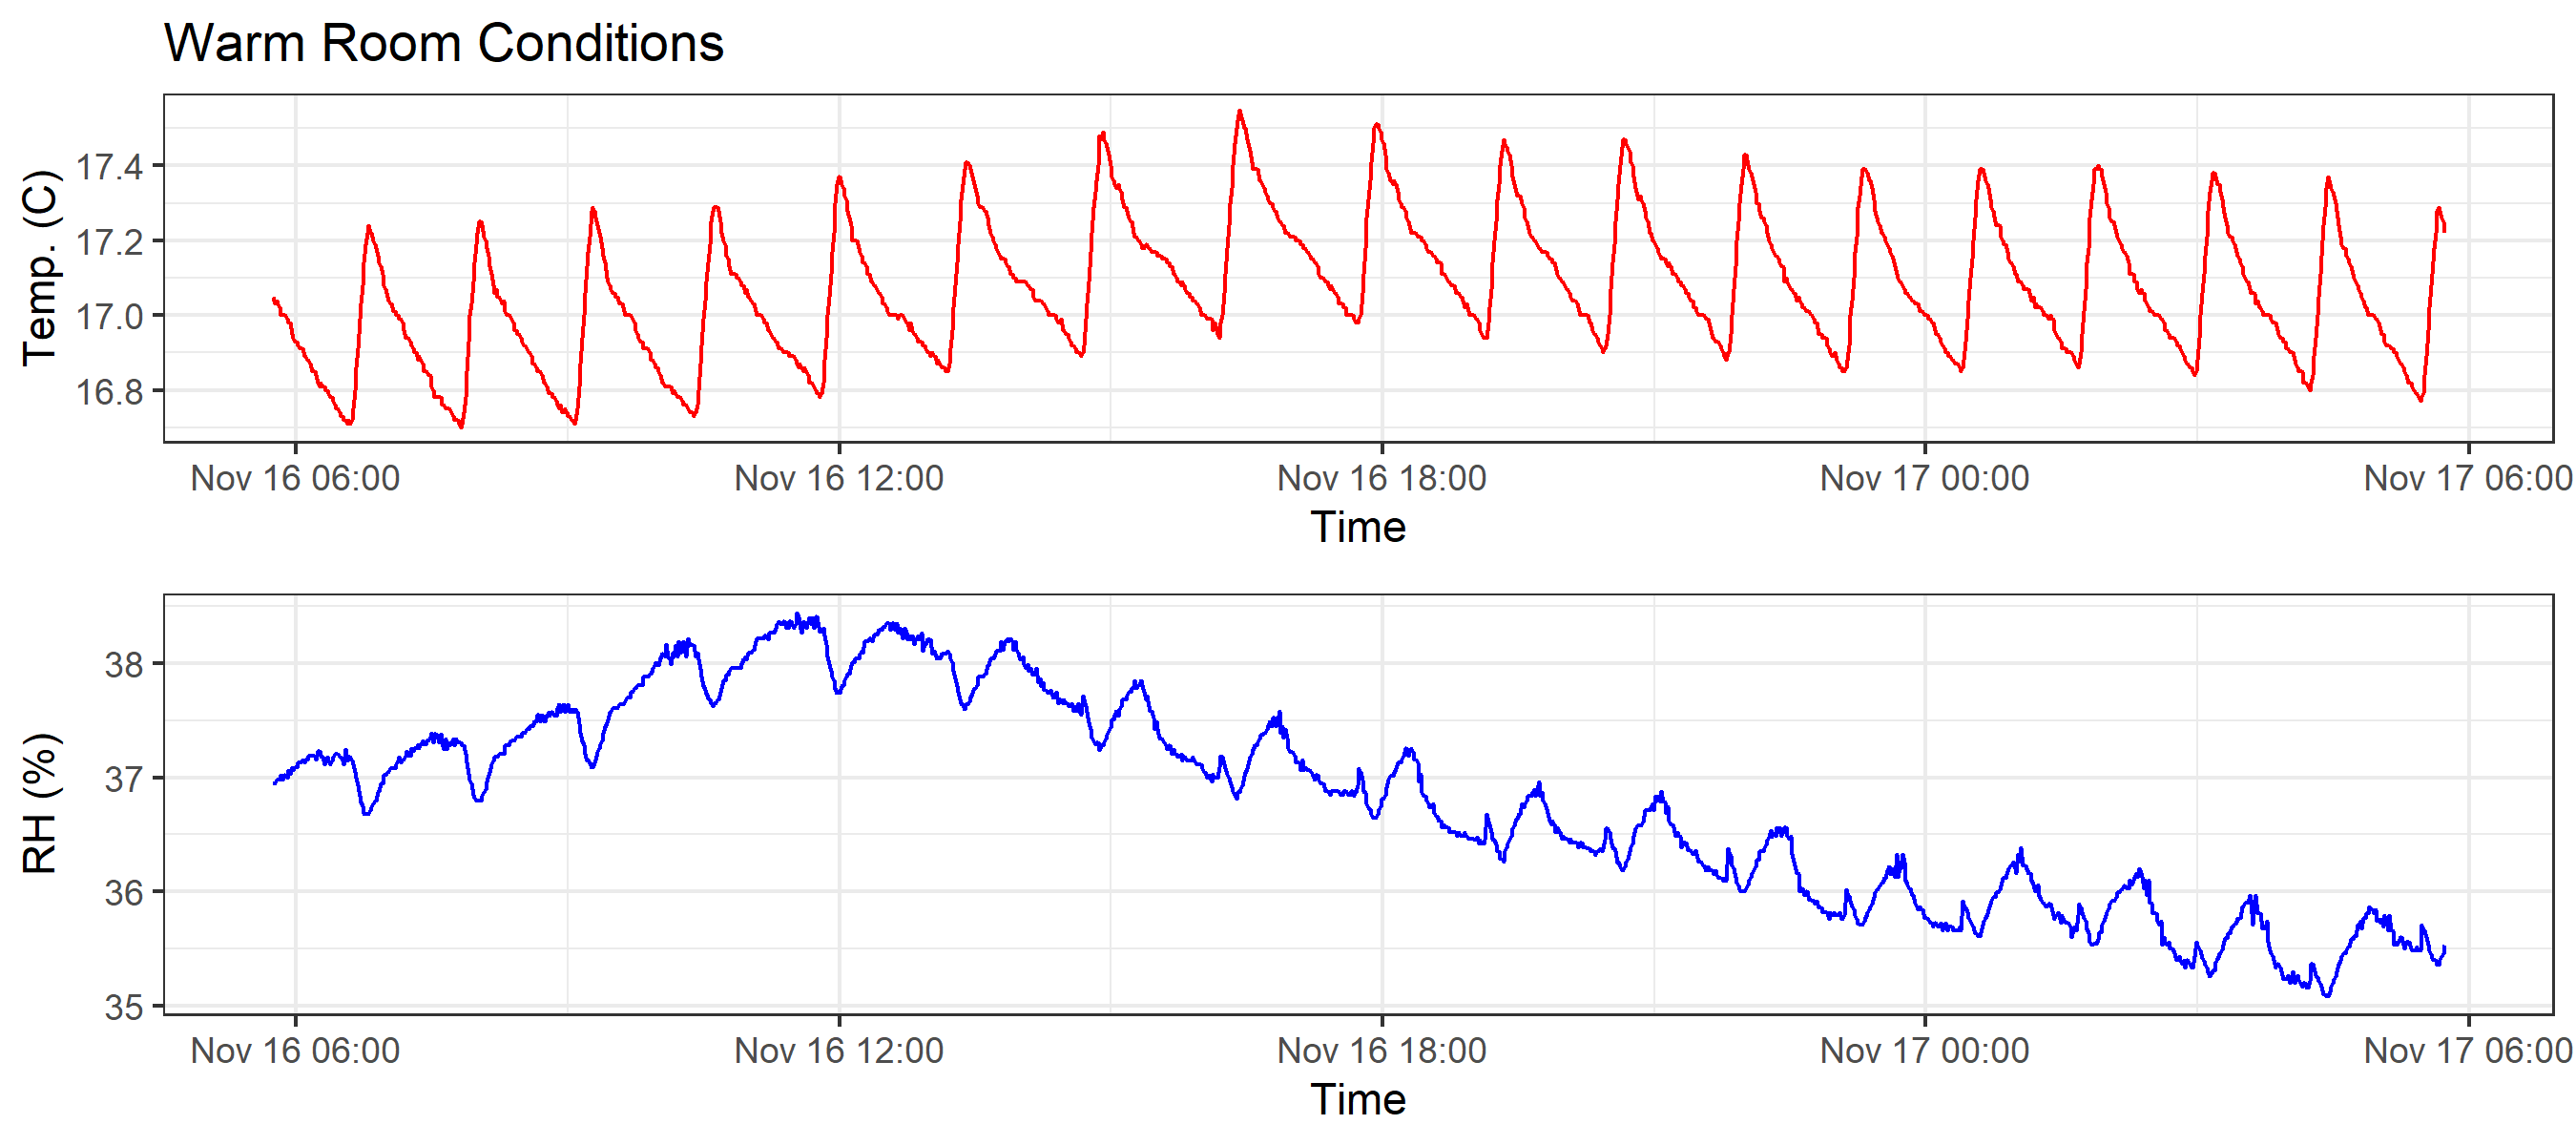 Warm Room Conditions
Temp. (C)
17.4
17.2
17.0
16.8
Nov 16 06:00 Nov 16 12:00 Nov 16 18:00 Nov 17 00:00 Nov 17 06:00
Time
RH (%)
38
37
36
35
Nov 16 06:00 Nov 16 12:00 Nov 16 18:00 Nov 17 00:00 Nov 17 06:00
Time